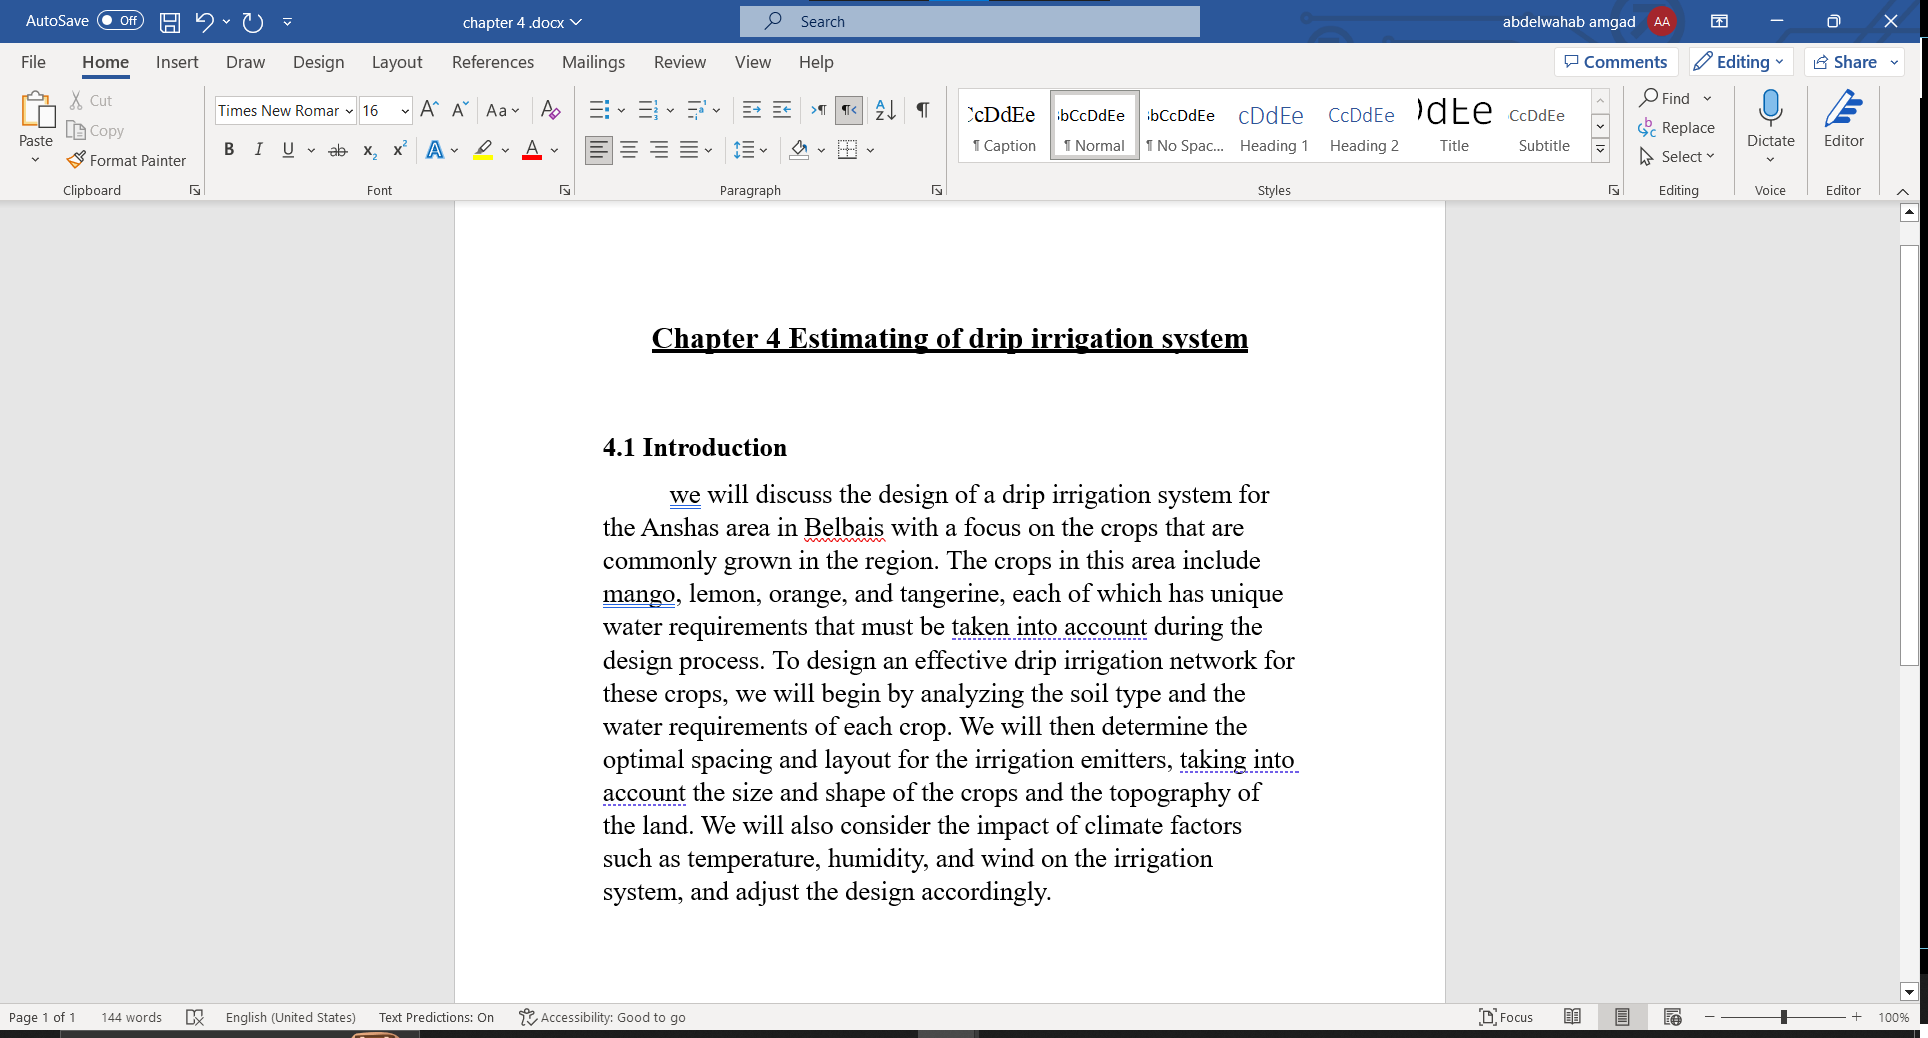 AutoSave Off chapter 4 .docx Search abdelwahab amgad AA
File Home Insert Draw Design Layout References Mailings Review View Help Comments Editing Share
Paste Cut Copy Format Painter Clipboard
Times New Romar 16 Aa
B I U ab x₂ x² A A Font
Paragraph
cCcDdEe bCcDdEe bCcDdEe cDdEe CcDdEe dEe CcDdEe
¶ Caption ¶ Normal ¶ No Spac... Heading 1 Heading 2 Title Subtitle
Styles
Find Replace Select Editing
Dictate Voice
Editor Editor
Chapter 4 Estimating of drip irrigation system
4.1 Introduction
we will discuss the design of a drip irrigation system for
the Anshas area in Belbais with a focus on the crops that are
commonly grown in the region. The crops in this area include
mango, lemon, orange, and tangerine, each of which has unique
water requirements that must be taken into account during the
design process. To design an effective drip irrigation network for
these crops, we will begin by analyzing the soil type and the
water requirements of each crop. We will then determine the
optimal spacing and layout for the irrigation emitters, taking into
account the size and shape of the crops and the topography of
the land. We will also consider the impact of climate factors
such as temperature, humidity, and wind on the irrigation
system, and adjust the design accordingly.
Page 1 of 1 144 words English (United States) Text Predictions: On Accessibility: Good to go Focus 100%